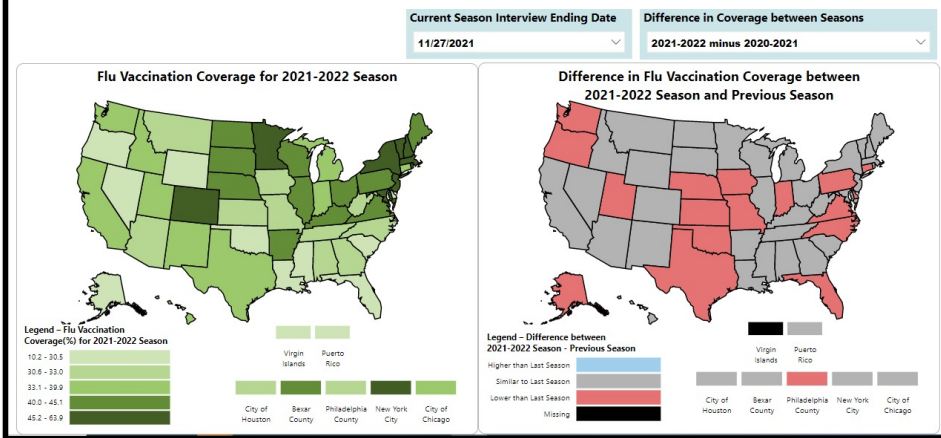 Current Season Interview Ending Date
11/27/2021
Difference in Coverage between Seasons
2021-2022 minus 2020-2021
Flu Vaccination Coverage for 2021-2022 Season
Legend – Flu Vaccination
Coverage(%) for 2021-2022 Season
10.2 - 30.5
30.6 - 33.0
33.1 - 39.9
40.0 - 45.1
45.2 - 63.9
Virgin
Islands
Puerto
Rico
City of
Houston
Bexar
County
Philadelphia
County
New York
City
City of
Chicago
Difference in Flu Vaccination Coverage between
2021-2022 Season and Previous Season
Legend – Difference between
2021-2022 Season - Previous Season
Higher than Last Season
Similar to Last Season
Lower than Last Season
Missing
Virgin
Islands
Puerto
Rico
City of
Houston
Bexar
County
Philadelphia
County
New York
City
City of
Chicago